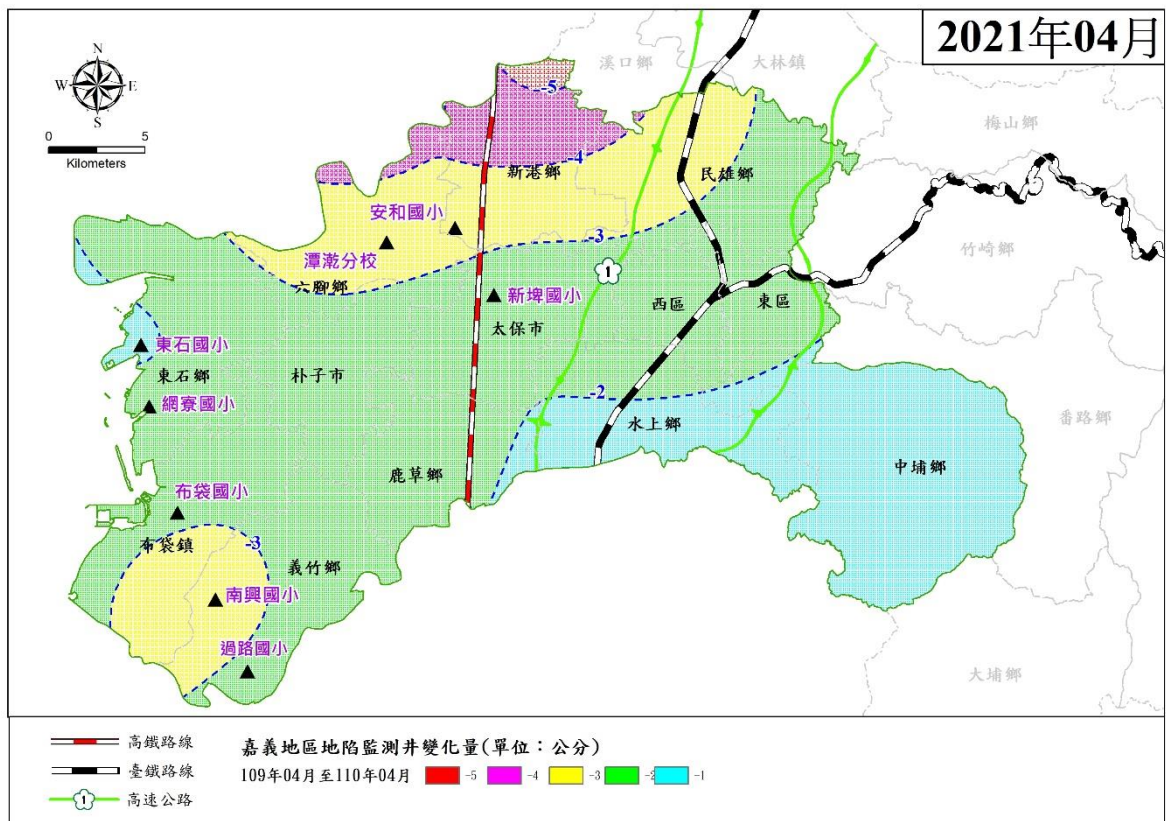 2021年04月
N
W
E
S
0
5
Kilometers
溪口鄉
大林鎮
梅山鄉
-5
-4
新港鄉
民雄鄉
安和國小
潭漧分校
-3
六腳鄉
竹崎鄉
1
新埤國小
太保市
西區
東區
東石國小
東石鄉
朴子市
網寮國小
-2
水上鄉
番路鄉
中埔鄉
鹿草鄉
布袋國小
布袋鎮
-3
義竹鄉
南興國小
過路國小
大埔鄉
高鐵路線
臺鐵路線
1 高速公路
嘉義地區地陷監測井變化量(單位：公分)
109年04月至110年04月 -5 -4 -3 -2 -1